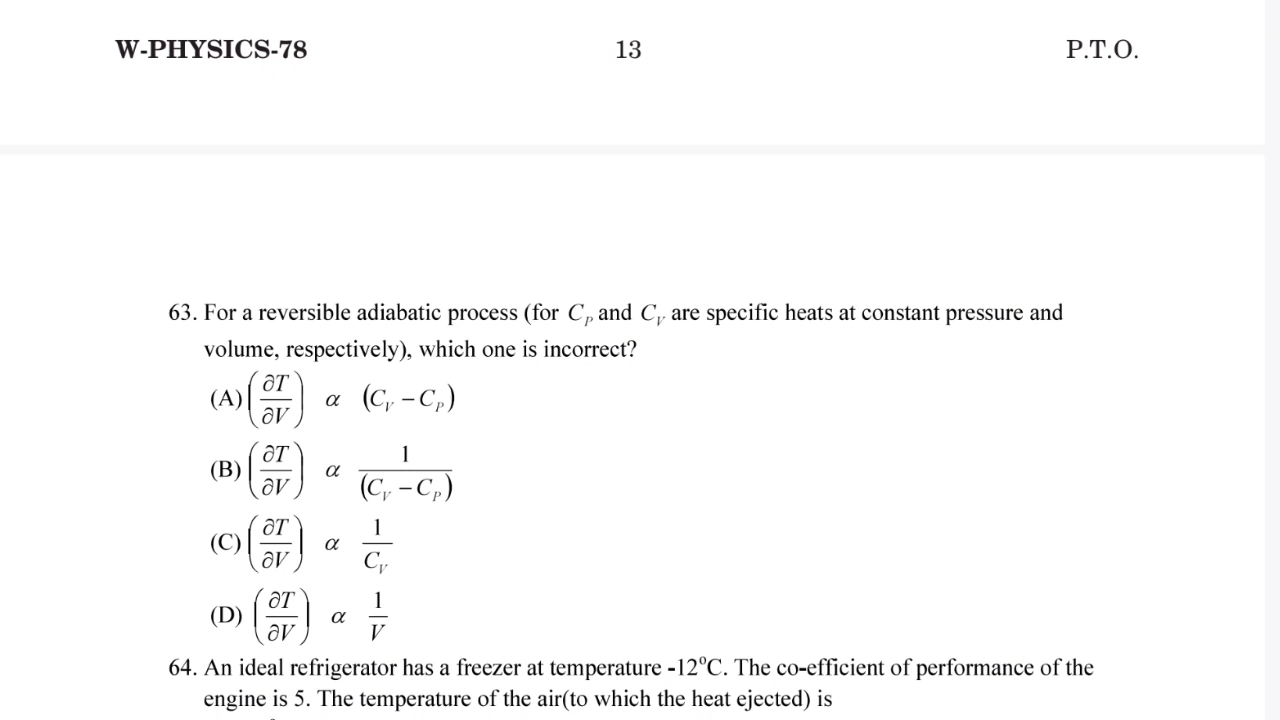 W-PHYSICS-78 13 P.T.O.
63. For a reversible adiabatic process (for C_P and C_V are specific heats at constant pressure and
volume, respectively), which one is incorrect?
(A) (∂T/∂V) α (C_V − C_P)
(B) (∂T/∂V) α 1/(C_V − C_P)
(C) (∂T/∂V) α 1/C_V
(D) (∂T/∂V) α 1/V
64. An ideal refrigerator has a freezer at temperature -12⁰C. The co-efficient of performance of the
engine is 5. The temperature of the air(to which the heat ejected) is